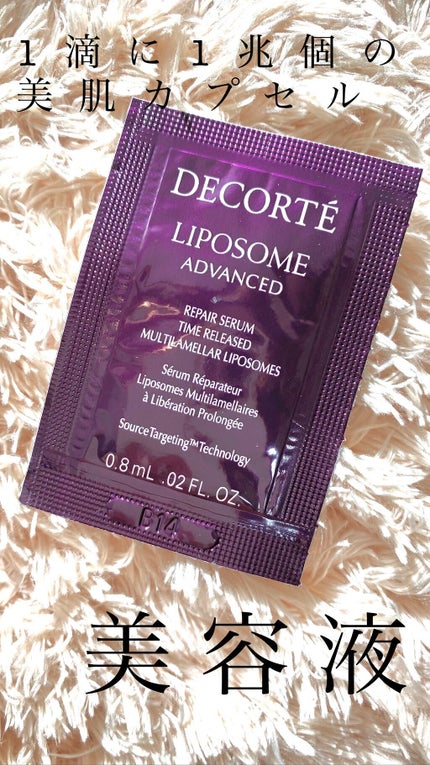 1滴に1兆個の
美肌カプセル
DECORTÉ
LIPOSOME
ADVANCED
REPAIR SERUM
TIME RELEASED
MULTILAMELLAR LIPOSOMES
Sérum Réparateur
Liposomes Multilamellaires
à Libération Prolongée
SourceTargeting™Technology
0.8 mL .02 FL. OZ.
美容液